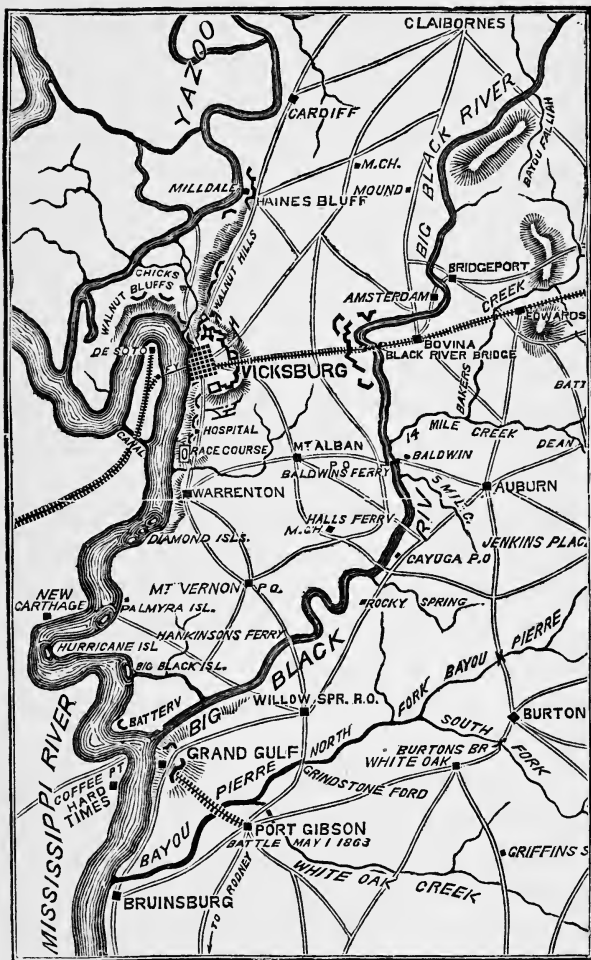 CLAIBORNES
YAZOO
CARDIFF
BIG BLACK RIVER
BAYOU FALLIAH
M.CH.
MILLDALE
MOUND
HAINES BLUFF
WALNUT HILLS
CHICKS
WALNUT BLUFFS
BRIDGEPORT
AMSTERDAM
CREEK
EDWARDS
DE SOTO
BOVINA
BLACK RIVER BRIDGE
VICKSBURG
BAKERS
BATT
CANAL
HOSPITAL
RACE COURSE
14 MILE CREEK
DEAN
MT ALBAN
P.O.
BALDWIN
BALDWINS FERRY
5 MIL. C.
WARRENTON
AUBURN
HALLS FERRY
M.CH
RIV
DIAMOND ISLS.
JENKINS PLAC
CAYUGA P.O
MT VERNON
P.O.
NEW
CARTHAGE
PALMYRA ISL.
ROCKY SPRING
HANKINSONS FERRY
HURRICANE ISL
BIG BLACK ISL.
BIG BLACK
FORK BAYOU PIERRE
BATTERY
WILLOW SPR. R.O.
BURTON
SOUTH FORK
GRAND GULF
NORTH
BURTONS BR
WHITE OAK
COFFEE PT
HARD
TIMES
MISSISSIPPI RIVER
BAYOU PIERRE
GRINDSTONE FORD
PORT GIBSON
BATTLE MAY 1 1863
GRIFFINS S
WHITE OAK CREEK
BRUINSBURG
TO RODNEY